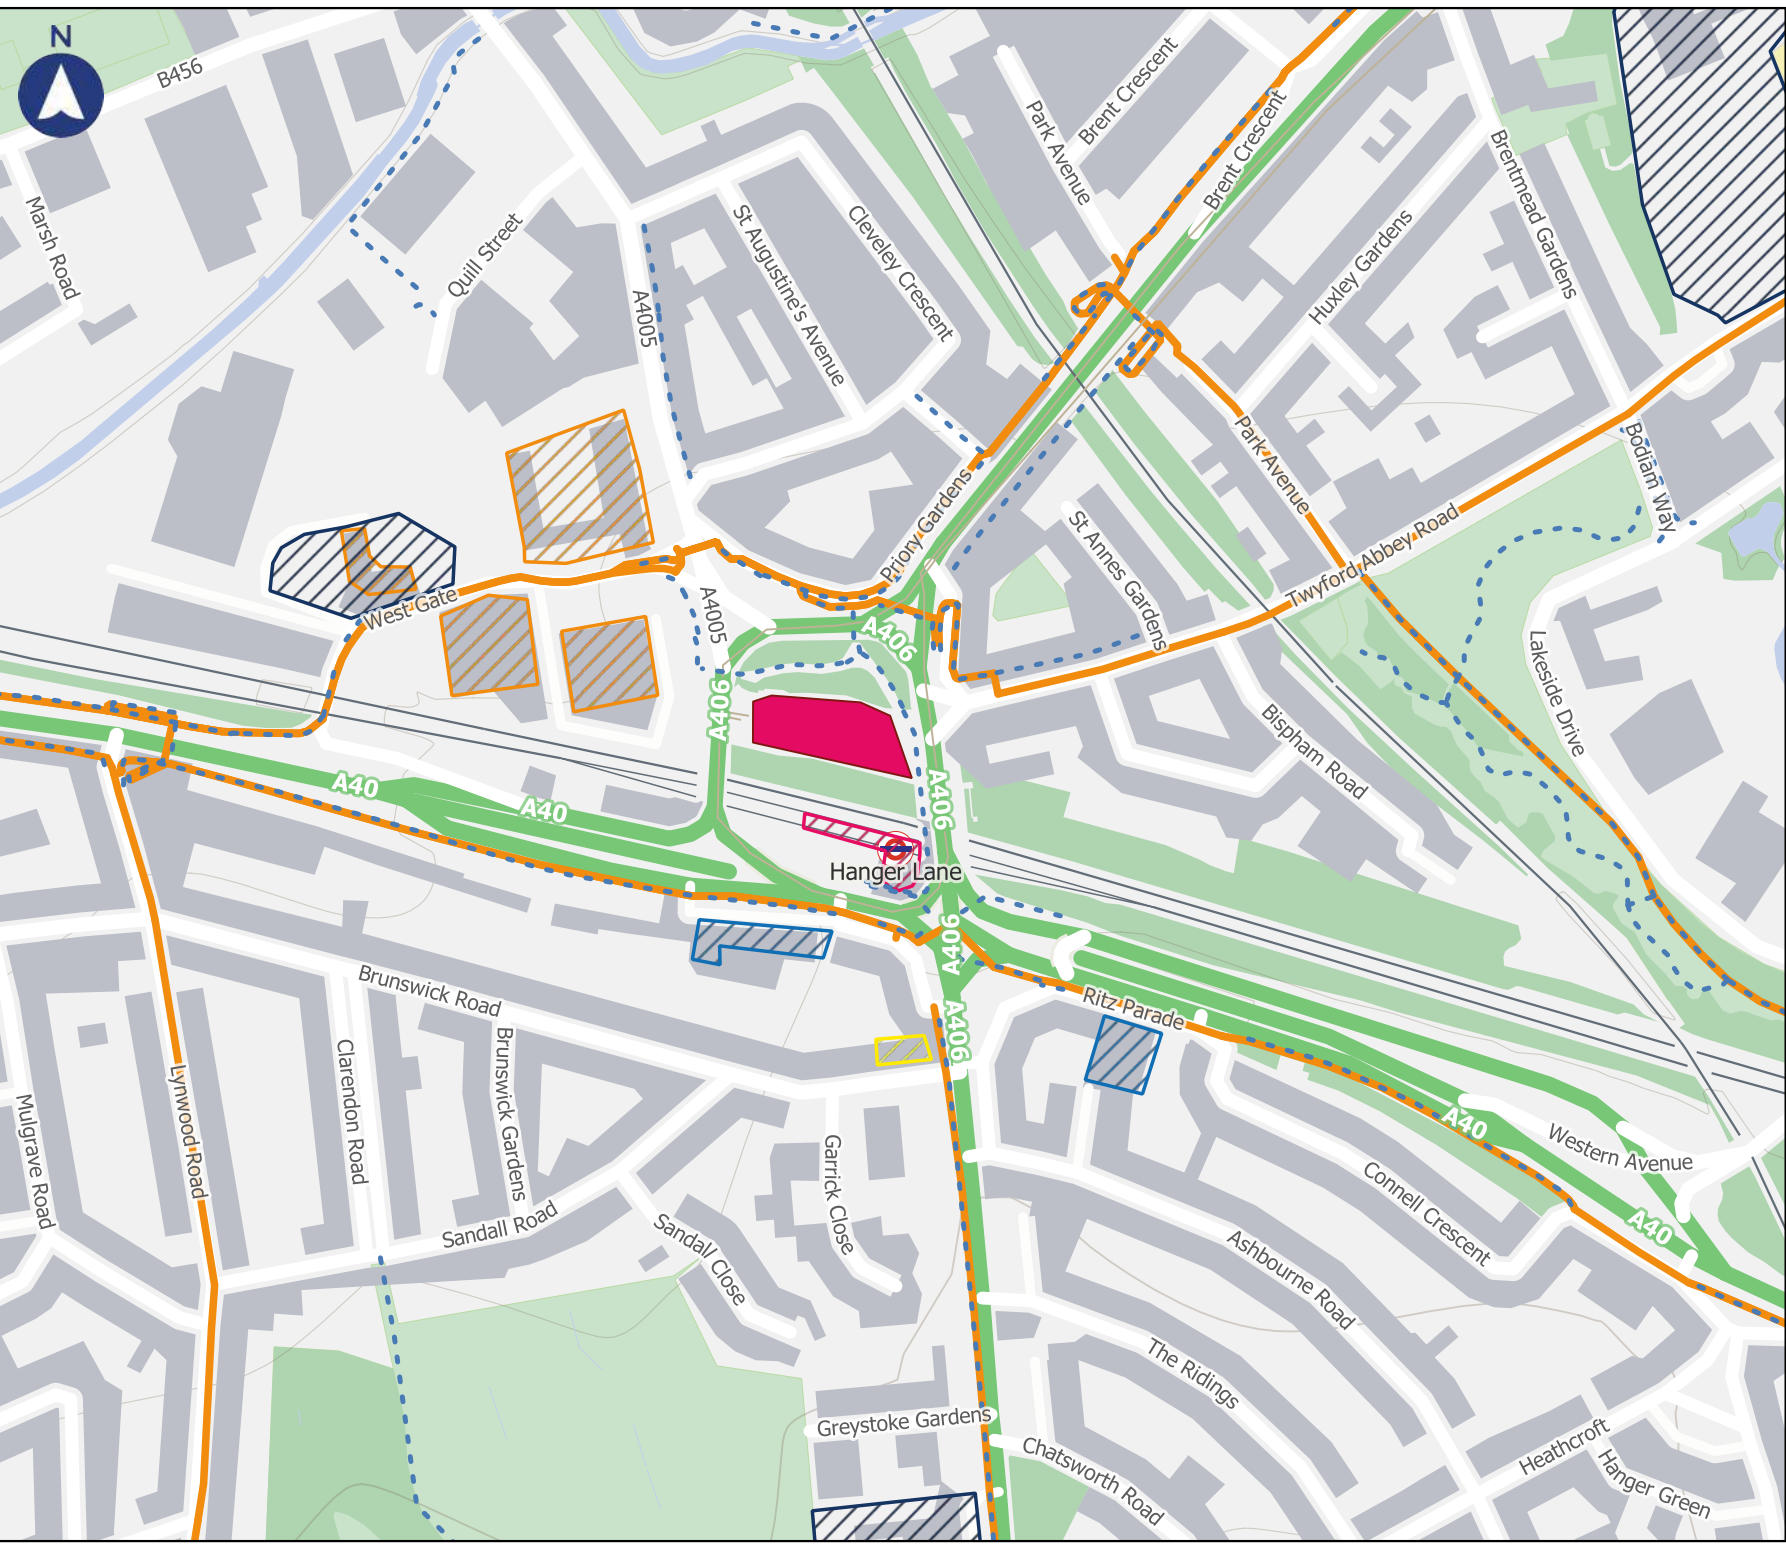 N
B456
Brent Crescent
Park Avenue
Brent Crescent
Brentmead Gardens
Marsh Road
Quill Street
St Augustine's Avenue
Cleveley Crescent
Huxley Gardens
A4005
Park Avenue
Bodiam Way
Priory Gardens
St Annes Gardens
Twyford Abbey Road
West Gate
A4005
A406
A406
Lakeside Drive
Bispham Road
A40
A40
A406
Hanger Lane
A406
Brunswick Road
Ritz Parade
A406
Lynwood Road
Clarendon Road
Brunswick Gardens
Mulgrave Road
Garrick Close
A40
Western Avenue
Connell Crescent
Sandall Road
Sandall Close
Ashbourne Road
A40
The Ridings
Greystoke Gardens
Chatsworth Road
Heathcroft
Hanger Green